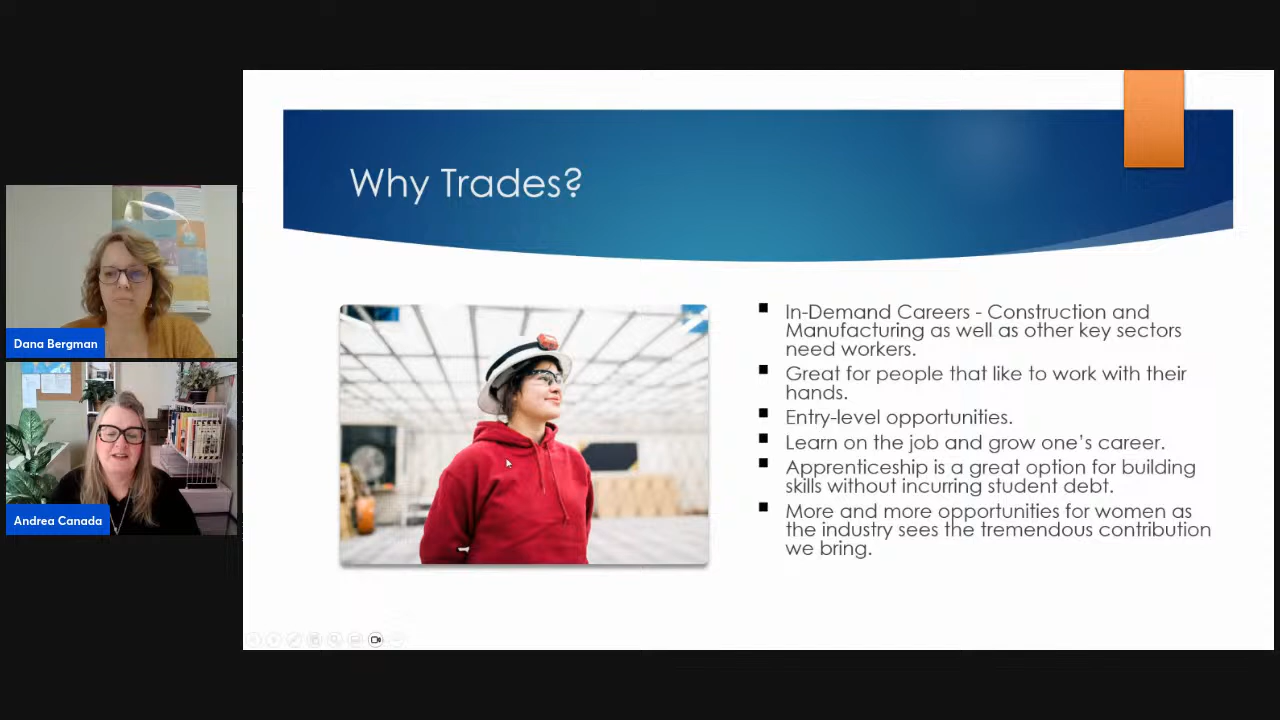 Why Trades?
Dana Bergman
Andrea Canada
In-Demand Careers - Construction and
Manufacturing as well as other key sectors
need workers.
Great for people that like to work with their
hands.
Entry-level opportunities.
Learn on the job and grow one's career.
Apprenticeship is a great option for building
skills without incurring student debt.
More and more opportunities for women as
the industry sees the tremendous contribution
we bring.